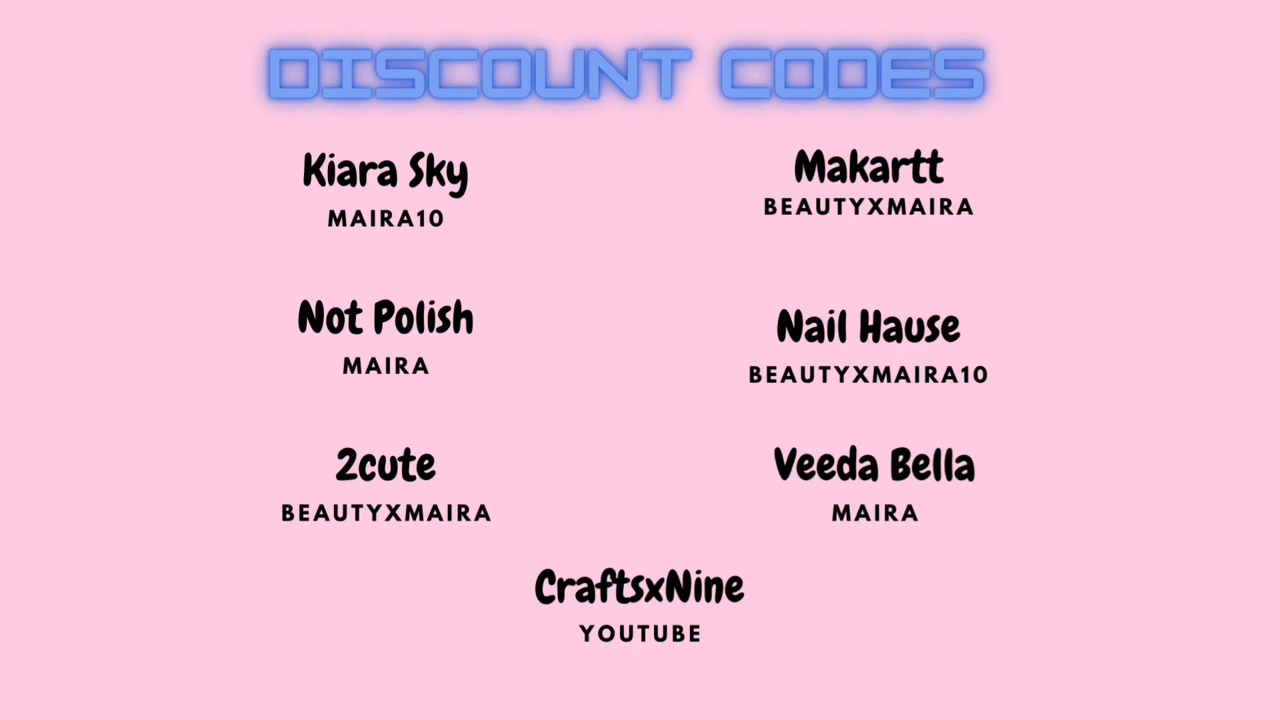 DISCOUNT CODES
Kiara Sky
MAIRA10
Makartt
BEAUTYXMAIRA
Not Polish
MAIRA
Nail Hause
BEAUTYXMAIRA10
2cute
BEAUTYXMAIRA
Veeda Bella
MAIRA
CraftsxNine
YOUTUBE